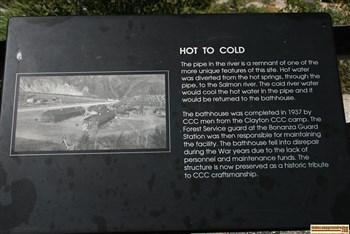 HOT TO COLD
The pipe in the river is a remnant of one of the
more unique features of this site. Hot water
was diverted from the hot springs, through the
pipe, to the Salmon river. The cold river water
would cool the hot water in the pipe and it
would be returned to the bathhouse.
The bathhouse was completed in 1937 by
CCC men from the Clayton CCC camp. The
Forest Service guard at the Bonanza Guard
Station was then responsible for maintaining
the facility. The bathhouse fell into disrepair
during the War years due to the lack of
personnel and maintenance funds. The
structure is now preserved as a historic tribute
to CCC craftsmanship.